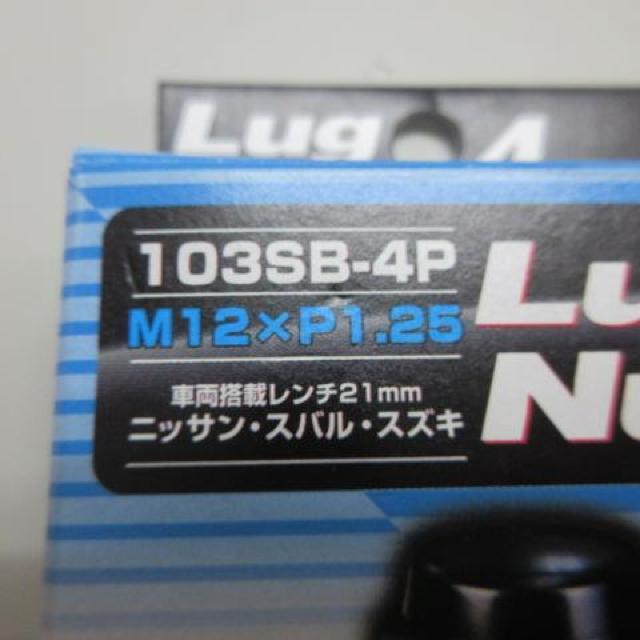 Lug 4
103SB-4P
M12×P1.25
車両搭載レンチ21mm
ニッサン・スバル・スズキ
Lu
Nu